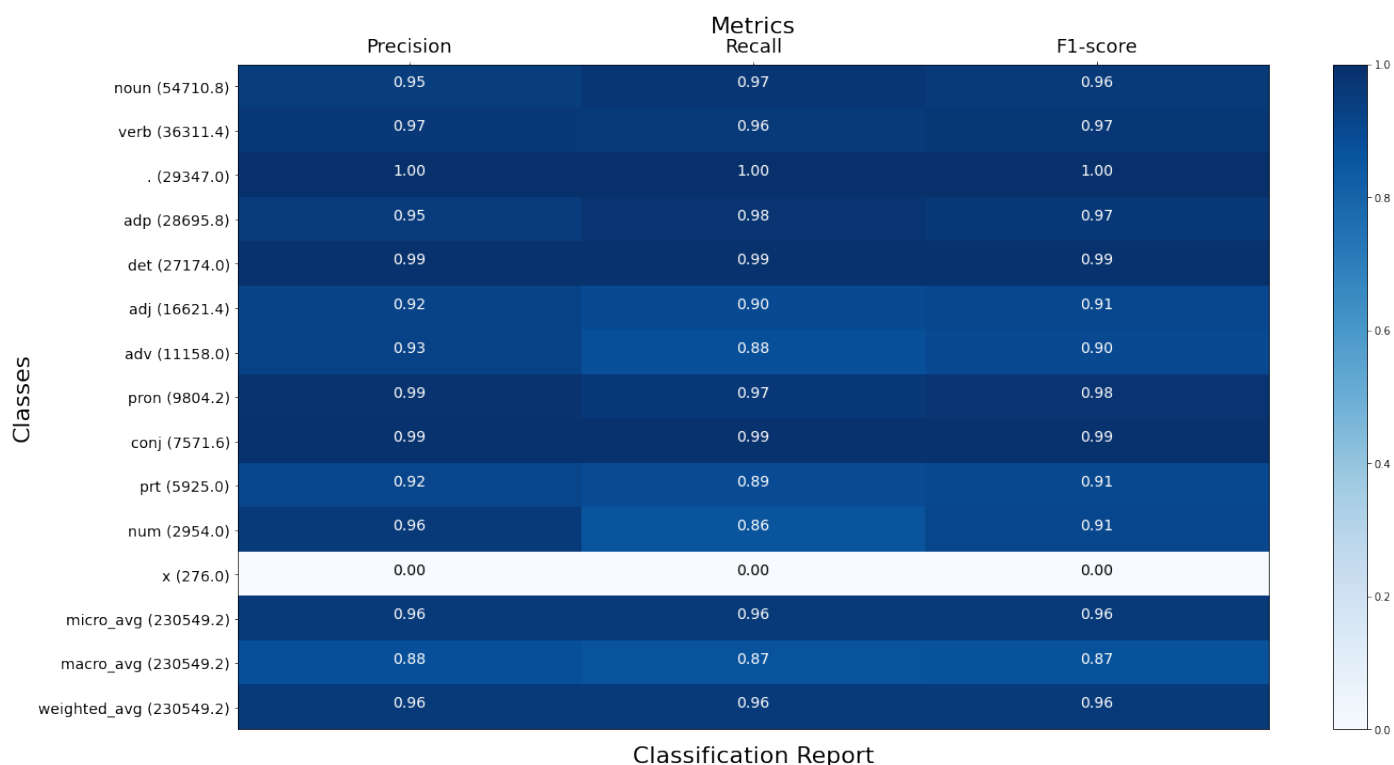 Metrics
Precision Recall F1-score
noun (54710.8) 0.95 0.97 0.96
verb (36311.4) 0.97 0.96 0.97
. (29347.0) 1.00 1.00 1.00
adp (28695.8) 0.95 0.98 0.97
det (27174.0) 0.99 0.99 0.99
adj (16621.4) 0.92 0.90 0.91
adv (11158.0) 0.93 0.88 0.90
pron (9804.2) 0.99 0.97 0.98
conj (7571.6) 0.99 0.99 0.99
prt (5925.0) 0.92 0.89 0.91
num (2954.0) 0.96 0.86 0.91
x (276.0) 0.00 0.00 0.00
micro_avg (230549.2) 0.96 0.96 0.96
macro_avg (230549.2) 0.88 0.87 0.87
weighted_avg (230549.2) 0.96 0.96 0.96
Classes
Classification Report
1.0
0.8
0.6
0.4
0.2
0.0